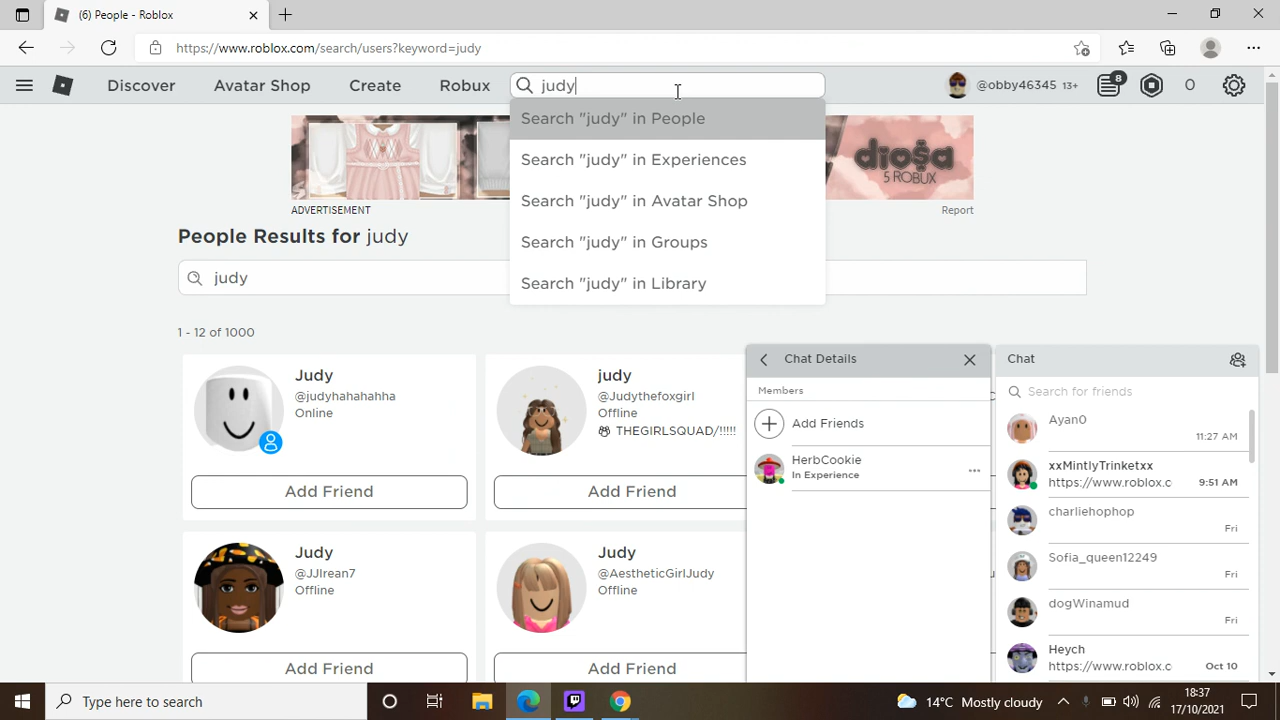 (6) People - Roblox
https://www.roblox.com/search/users?keyword=judy
Discover
Avatar Shop
Create
Robux
judy
@obby46345 13+
8
0
Search "judy" in People
Search "judy" in Experiences
Search "judy" in Avatar Shop
Search "judy" in Groups
Search "judy" in Library
diosa
5 ROBUX
ADVERTISEMENT
Report
People Results for judy
judy
1 - 12 of 1000
Judy
@judyhahahahha
Online
Add Friend
judy
@Judythefoxgirl
Offline
THEGIRLSQUAD/!!!!!
Add Friend
Judy
@JJIrean7
Offline
Add Friend
Judy
@AestheticGirlJudy
Offline
Add Friend
Chat Details
Members
Add Friends
HerbCookie
In Experience
Chat
Search for friends
Ayan0
11:27 AM
xxMintlyTrinketxx
https://www.roblox.c
9:51 AM
charliehophop
Fri
Sofia_queen12249
Fri
dogWinamud
Fri
Heych
https://www.roblox.c
Oct 10
Type here to search
14°C Mostly cloudy
18:37
17/10/2021